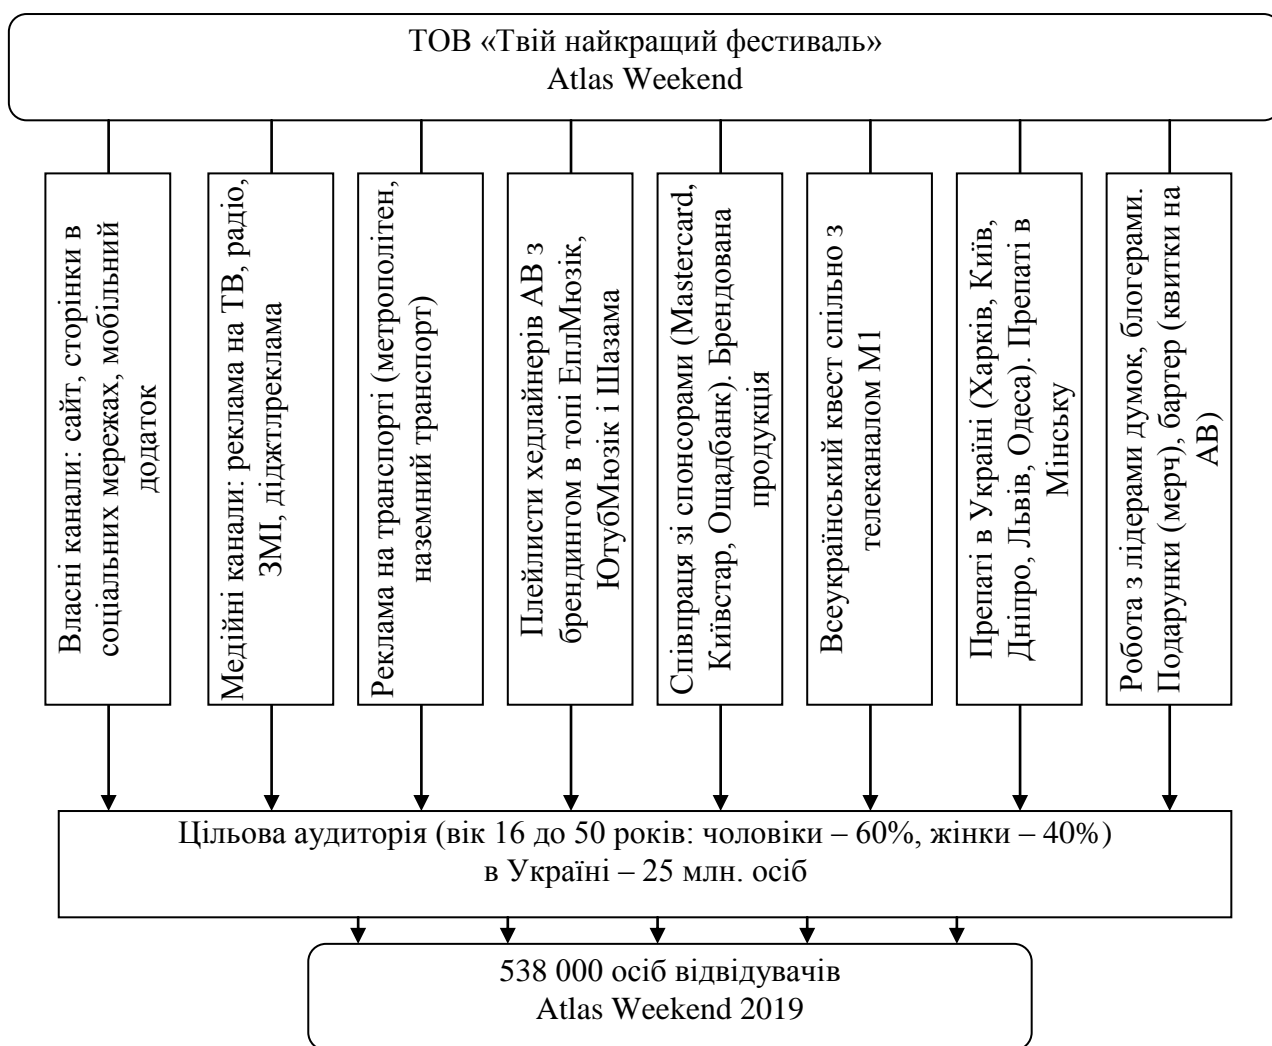 ТОВ «Твій найкращий фестиваль»
Atlas Weekend
Власні канали: сайт, сторінки в
соціальних мережах, мобільний
додаток
Медійні канали: реклама на ТВ, радіо,
ЗМІ, діджтлреклама
Реклама на транспорті (метрополітен,
наземний транспорт)
Плейлисти хедлайнерів АВ з
брендингом в топі ЕплМюзік,
ЮтубМюзік і Шазама
Співпраця зі спонсорами (Mastercard,
Київстар, Ощадбанк). Брендована
продукція
Всеукраїнський квест спільно з
телеканалом М1
Препаті в Україні (Харків, Київ,
Дніпро, Львів, Одеса). Препаті в
Мінську
Робота з лідерами думок, блогерами.
Подарунки (мерч), бартер (квитки на
АВ)
Цільова аудиторія (вік 16 до 50 років: чоловіки – 60%, жінки – 40%)
в Україні – 25 млн. осіб
538 000 осіб відвідувачів
Atlas Weekend 2019